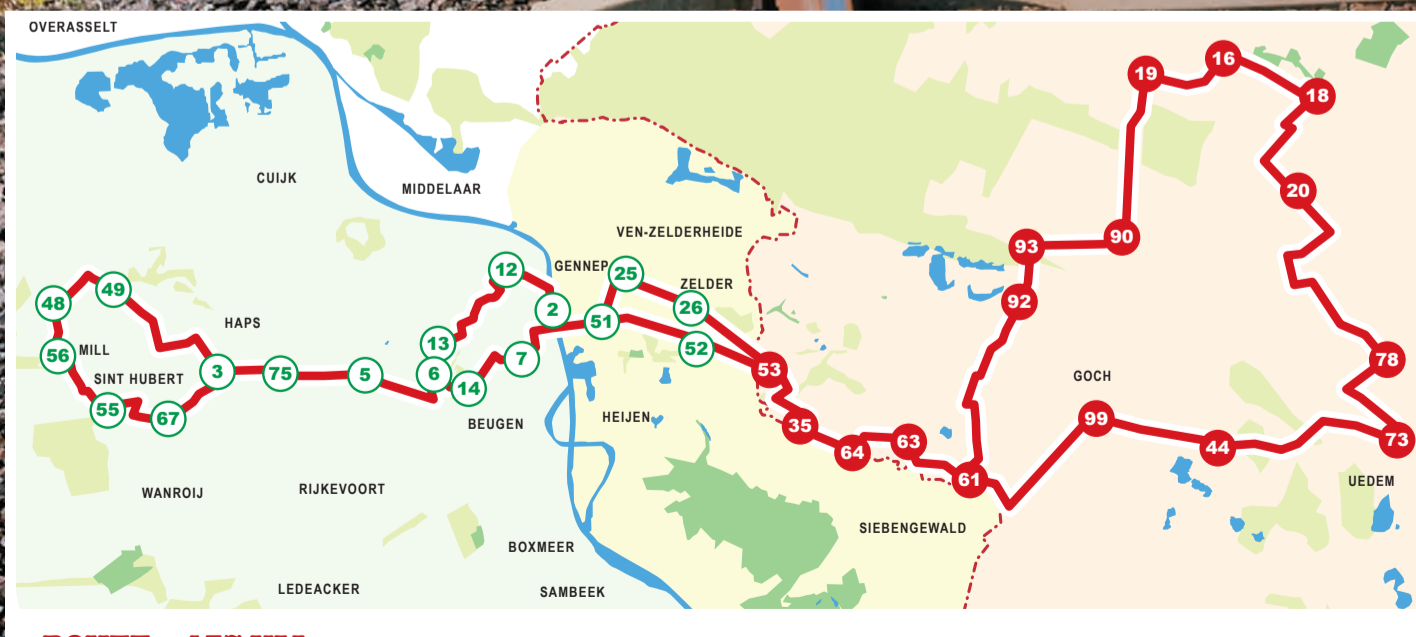 OVERASSELT
19
16
18
CUIJK
MIDDELAAR
20
VEN-ZELDERHEIDE
93
90
12
GENNEP
25
48
49
ZELDER
92
2
26
HAPS
51
13
52
56
MILL
7
78
53
3
75
5
6
GOCH
SINT HUBERT
14
55
67
BEUGEN
HEIJEN
99
35
63
44
73
64
61
UEDEM
WANROIJ
RIJKEVOORT
SIEBENGEWALD
BOXMEER
LEDEACKER
SAMBEEK